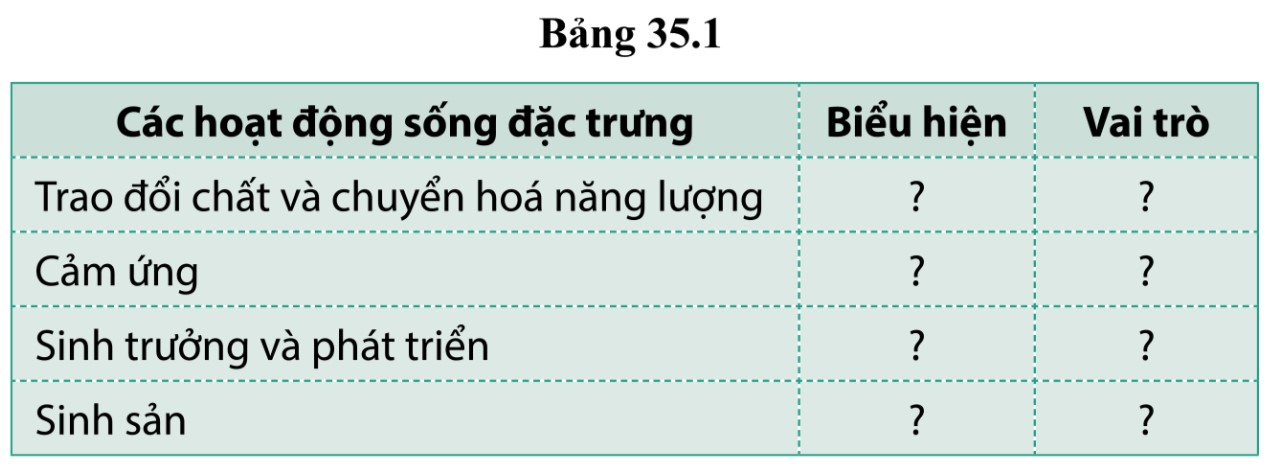 Bảng 35.1
Các hoạt động sống đặc trưng Biểu hiện Vai trò
Trao đổi chất và chuyển hoá năng lượng ? ?
Cảm ứng ? ?
Sinh trưởng và phát triển ? ?
Sinh sản ? ?